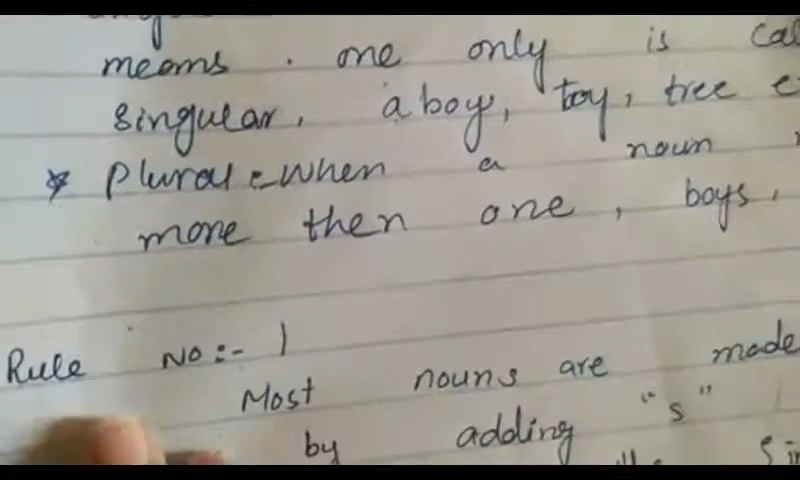 means . one only is cal
singular, a boy, toy, tree e
* plural :- when a noun
more then one , boys,
Rule No :- 1
Most nouns are made
by adding "s"